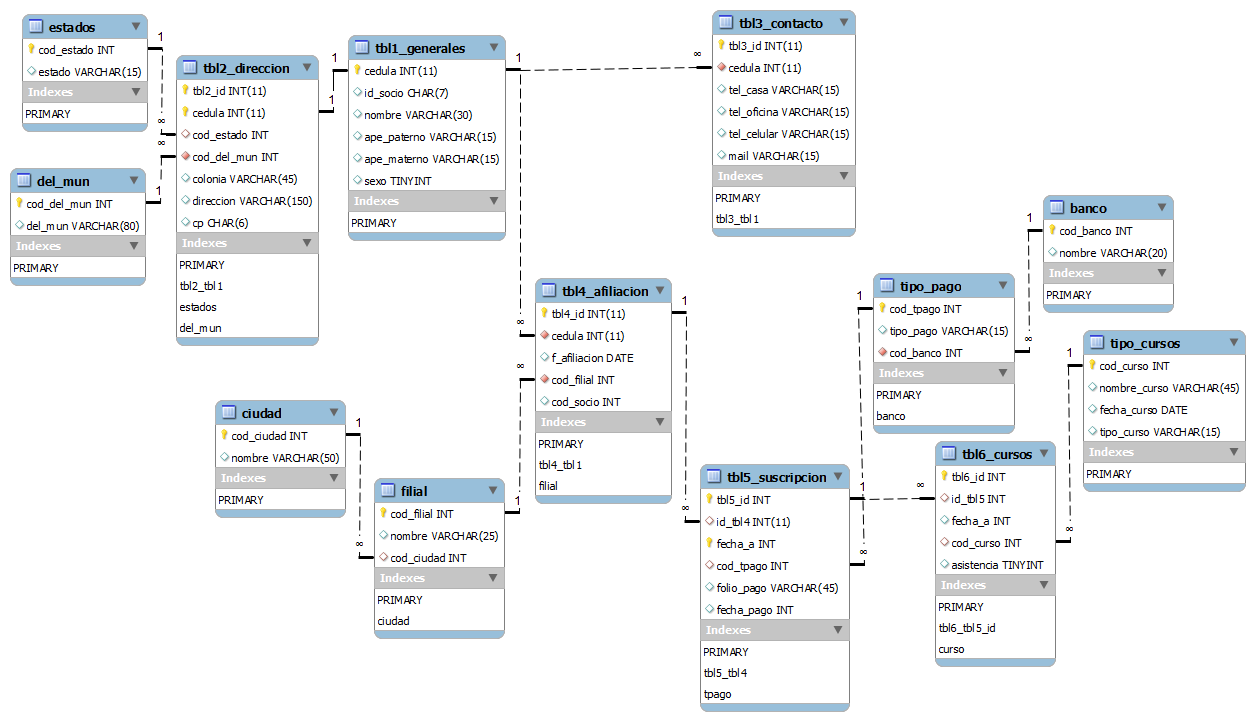 estados
cod_estado INT
estado VARCHAR(15)
Indexes
PRIMARY
del_mun
cod_del_mun INT
del_mun VARCHAR(80)
Indexes
PRIMARY
tbl2_direccion
tbl2_id INT(11)
cedula INT(11)
cod_estado INT
cod_del_mun INT
colonia VARCHAR(45)
direccion VARCHAR(150)
cp CHAR(6)
Indexes
PRIMARY
tbl2_tbl1
estados
del_mun
tbl1_generales
cedula INT(11)
id_socio CHAR(7)
nombre VARCHAR(30)
ape_paterno VARCHAR(15)
ape_materno VARCHAR(15)
sexo TINYINT
Indexes
PRIMARY
tbl3_contacto
tbl3_id INT(11)
cedula INT(11)
tel_casa VARCHAR(15)
tel_oficina VARCHAR(15)
tel_celular VARCHAR(15)
mail VARCHAR(15)
Indexes
PRIMARY
tbl3_tbl1
tbl4_afiliacion
tbl4_id INT(11)
cedula INT(11)
f_afiliacion DATE
cod_filial INT
cod_socio INT
Indexes
PRIMARY
tbl4_tbl1
filial
ciudad
cod_ciudad INT
nombre VARCHAR(50)
Indexes
PRIMARY
filial
cod_filial INT
nombre VARCHAR(25)
cod_ciudad INT
Indexes
PRIMARY
ciudad
tbl5_suscripcion
tbl5_id INT
id_tbl4 INT(11)
fecha_a INT
cod_tpago INT
folio_pago VARCHAR(45)
fecha_pago INT
Indexes
PRIMARY
tbl5_tbl4
tpago
tipo_pago
cod_tpago INT
tipo_pago VARCHAR(15)
cod_banco INT
Indexes
PRIMARY
banco
banco
cod_banco INT
nombre VARCHAR(20)
Indexes
PRIMARY
tipo_cursos
cod_curso INT
nombre_curso VARCHAR(45)
fecha_curso DATE
tipo_curso VARCHAR(15)
Indexes
PRIMARY
tbl6_cursos
tbl6_id INT
id_tbl5 INT
fecha_a INT
cod_curso INT
asistencia TINYINT
Indexes
PRIMARY
tbl6_tbl5_id
curso
1
∞
1
∞
1
1
1
∞
∞
1
∞
1
∞
1
∞
1
∞
1
∞
1
∞
1
∞